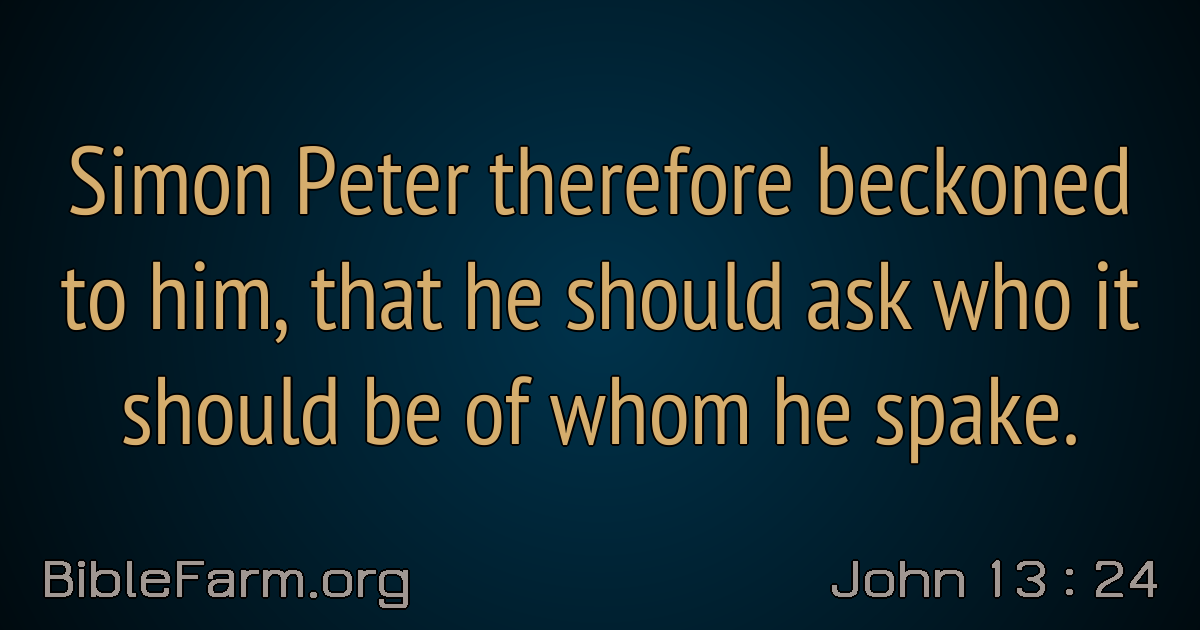 Simon Peter therefore beckoned
to him, that he should ask who it
should be of whom he spake.
BibleFarm.org
John 13 : 24